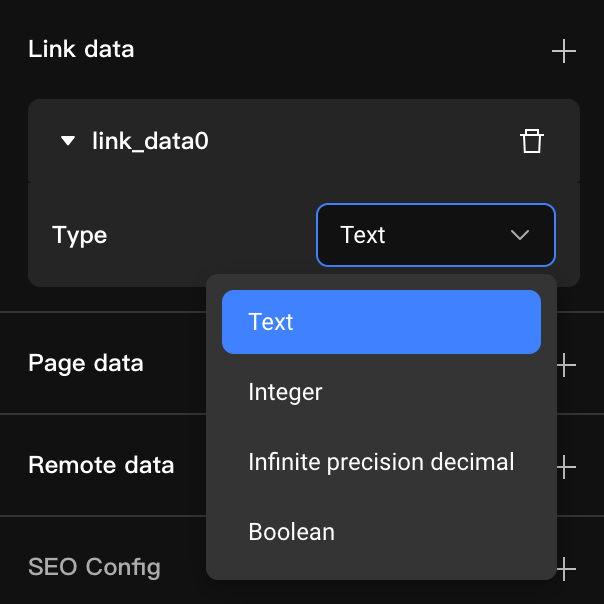 Link data
link_data0
Type
Text
Text
Integer
Page data
Infinite precision decimal
Remote data
Boolean
SEO Config